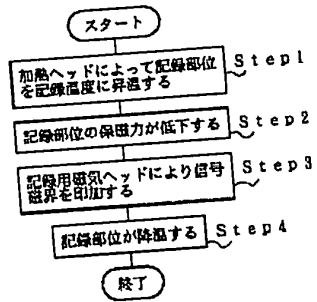 スタート
加熱ヘッドによって記録部位 Step1
を記録温度に昇温する
記録部位の保磁力が低下する Step2
記録用磁気ヘッドにより信号 Step3
磁界を印加する
記録部位が降温する Step4
終了